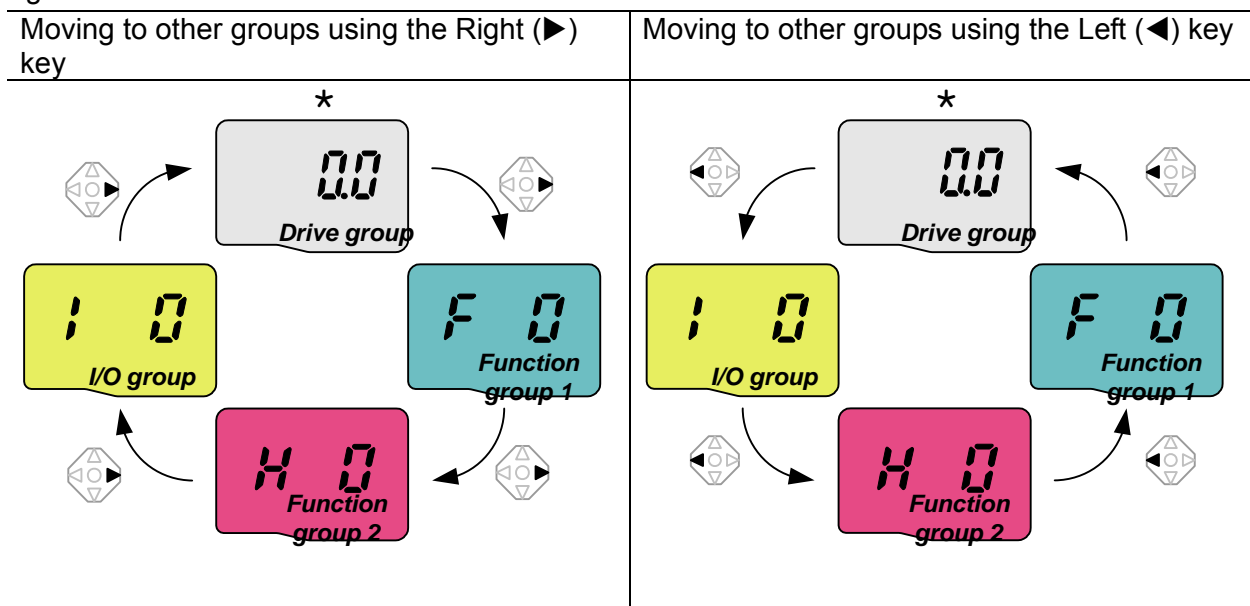 Moving to other groups using the Right (▶)
key
Moving to other groups using the Left (◀) key
*
0.0
Drive group
I 0
I/O group
F 0
Function
group 1
H 0
Function
group 2
*
0.0
Drive group
I 0
I/O group
F 0
Function
group 1
H 0
Function
group 2